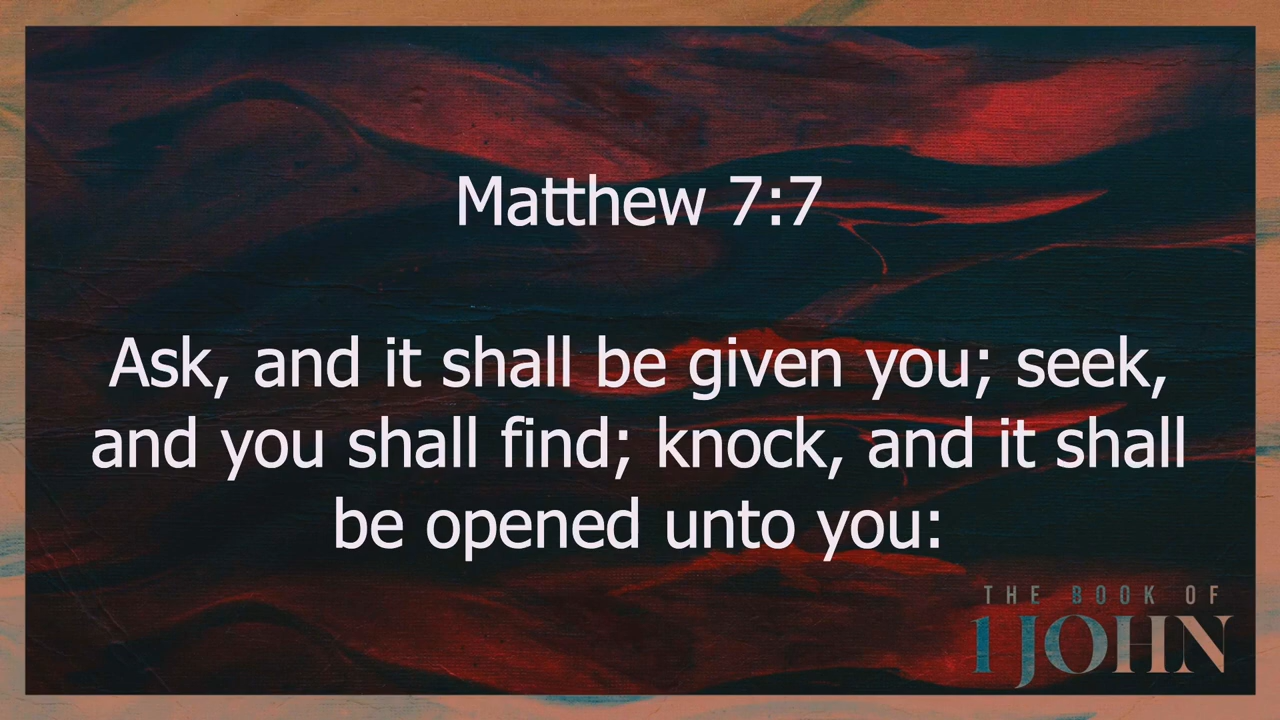 Matthew 7:7
Ask, and it shall be given you; seek,
and you shall find; knock, and it shall
be opened unto you:
THE BOOK OF
1 JOHN